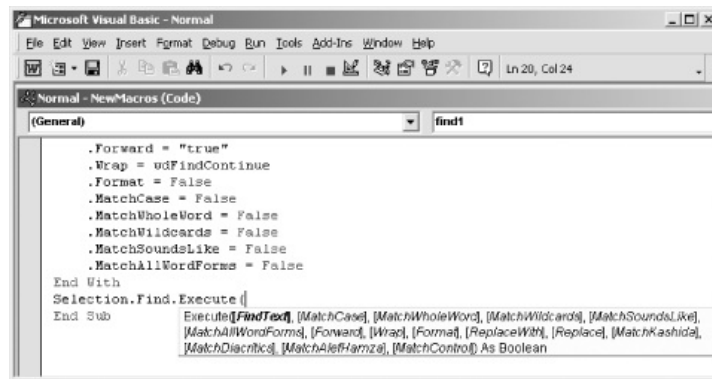 Microsoft Visual Basic - Normal
File Edit View Insert Format Debug Run Tools Add-Ins Window Help
Ln 20, Col 24
Normal - NewMacros (Code)
(General) find1
.Forward = "true"
.Wrap = wdFindContinue
.Format = False
.MatchCase = False
.MatchWholeWord = False
.MatchWildcards = False
.MatchSoundsLike = False
.MatchAllWordForms = False
End With
Selection.Find.Execute(
End Sub
Execute([FindText], [MatchCase], [MatchWholeWord], [MatchWildcards], [MatchSoundsLike],
[MatchAllWordForms], [Forward], [Wrap], [Format], [ReplaceWith], [Replace], [MatchKashida],
[MatchDiacritics], [MatchAlefHamza], [MatchControl]) As Boolean